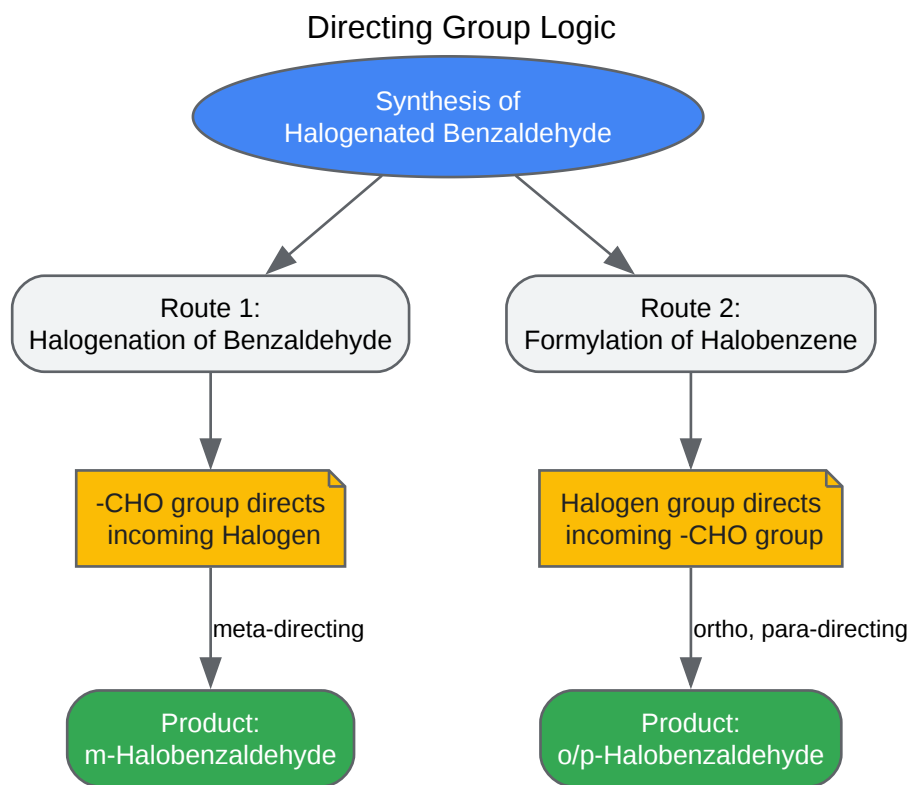 Directing Group Logic
Synthesis of
Halogenated Benzaldehyde
Route 1:
Halogenation of Benzaldehyde
Route 2:
Formylation of Halobenzene
-CHO group directs
incoming Halogen
Halogen group directs
incoming -CHO group
meta-directing
ortho, para-directing
Product:
m-Halobenzaldehyde
Product:
o/p-Halobenzaldehyde